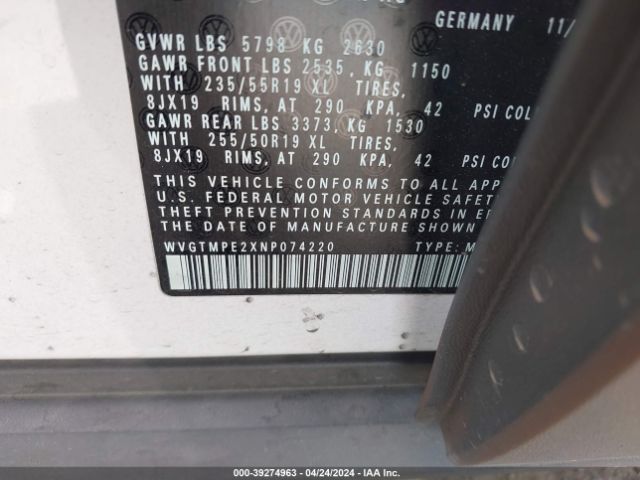 GERMANY 11/
GVWR LBS 5798 KG 2630
GAWR FRONT LBS 2535, KG 1150
WITH 235/55R19 XL TIRES,
8JX19 RIMS, AT 290 KPA, 42 PSI COL
GAWR REAR LBS 3373, KG 1530
WITH 255/50R19 XL TIRES,
8JX19 RIMS, AT 290 KPA, 42 PSI CO
THIS VEHICLE CONFORMS TO ALL APP
U.S. FEDERAL MOTOR VEHICLE SAFET
THEFT PREVENTION STANDARDS IN E
THE DATE OF MANUFACTURE SHOWN
WVGTMPE2XNP074220 TYPE: M
000-39274963 - 04/24/2024 - IAA Inc.